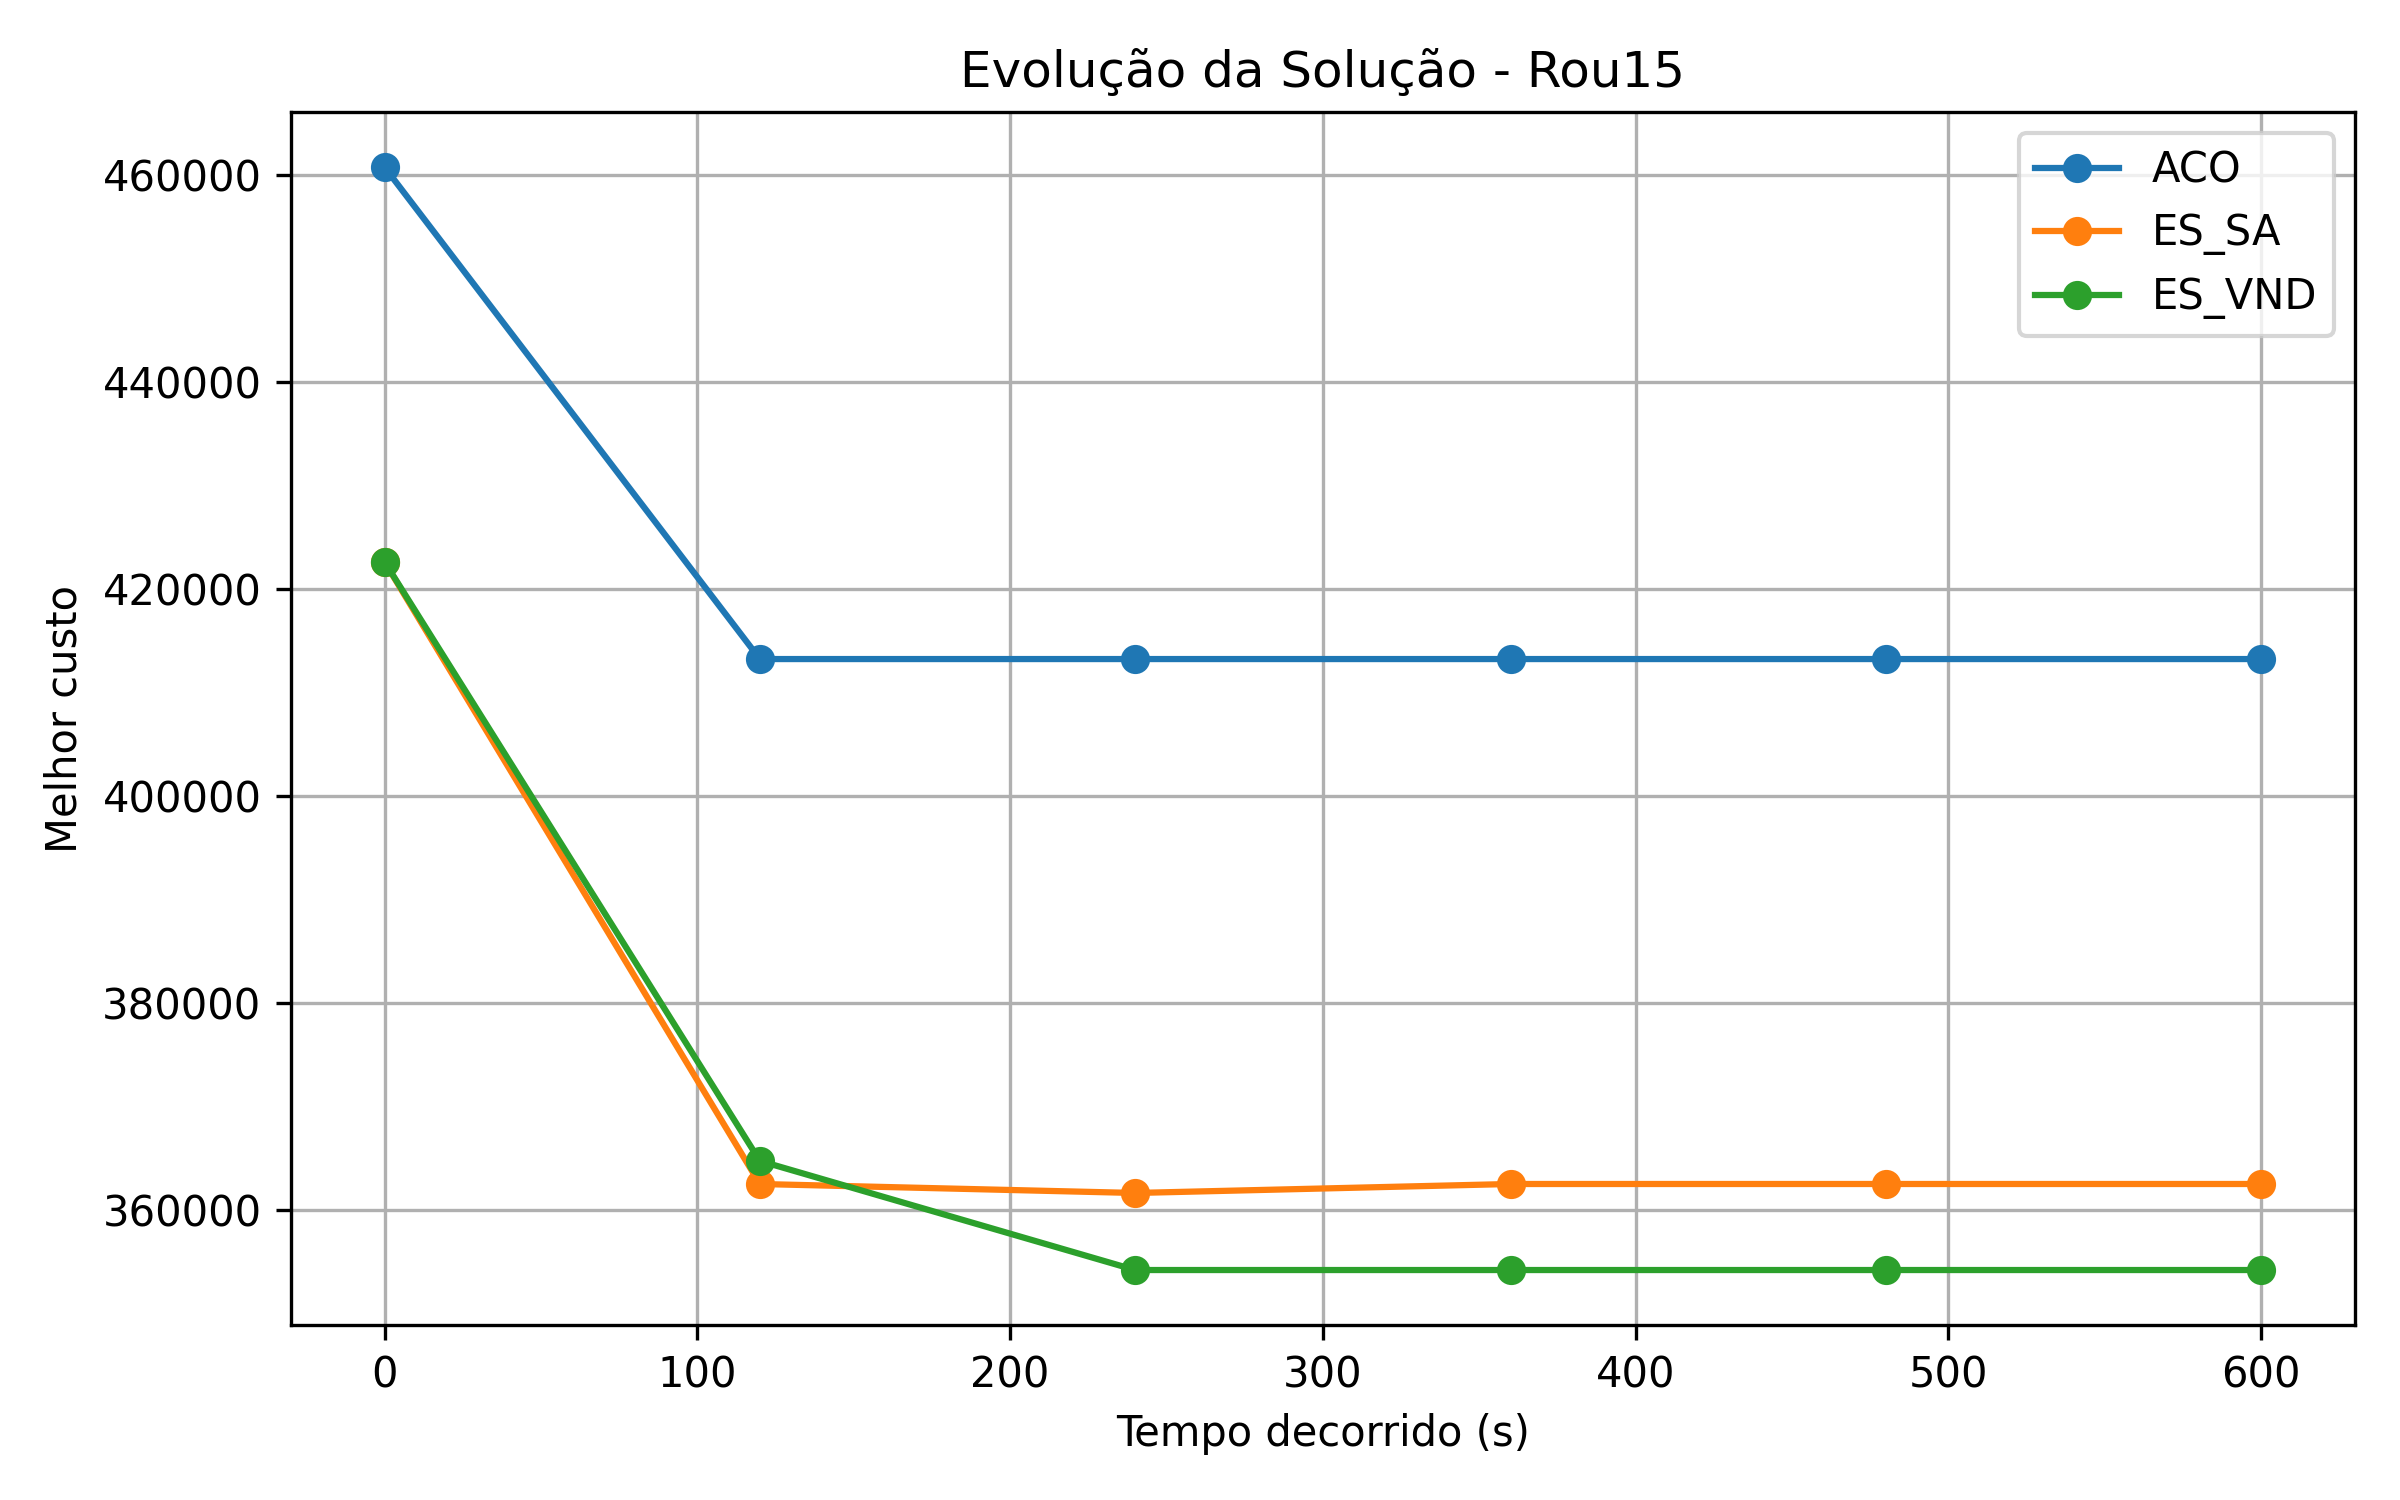 Evolução da Solução - Rou15
ACO
ES_SA
ES_VND
Melhor custo
460000
440000
420000
400000
380000
360000
0 100 200 300 400 500 600
Tempo decorrido (s)